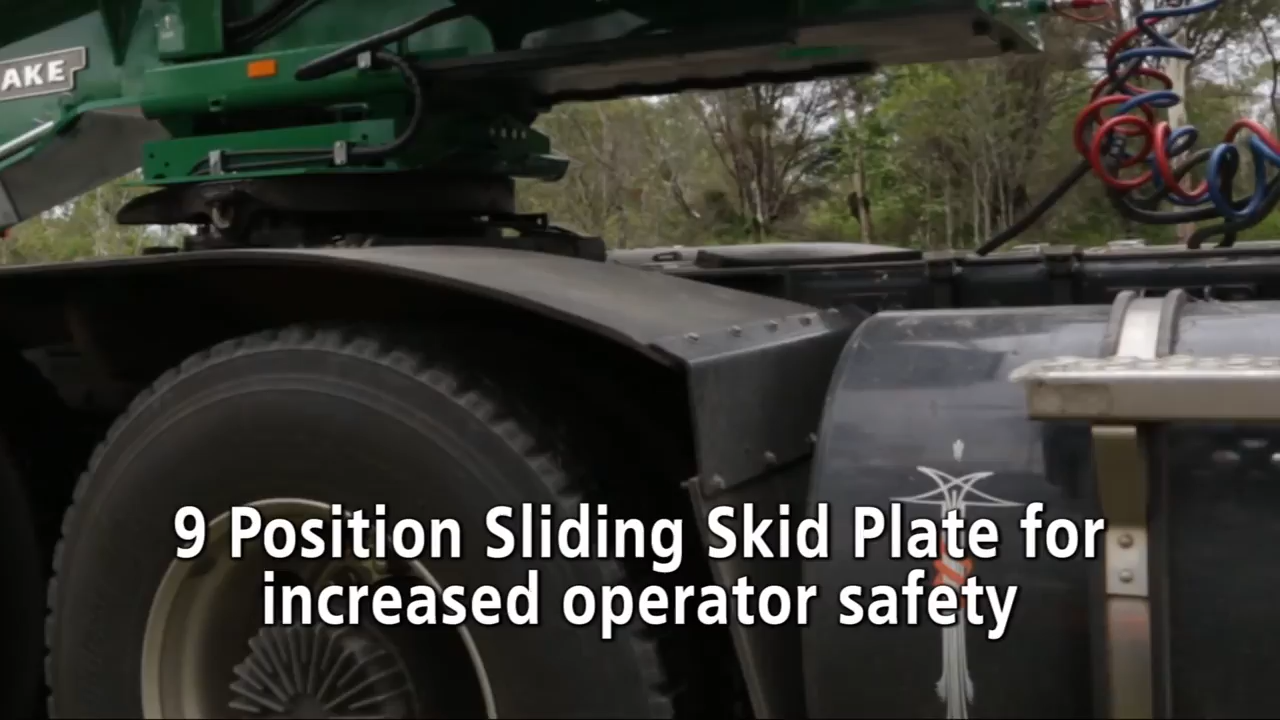 AKE
9 Position Sliding Skid Plate for
increased operator safety